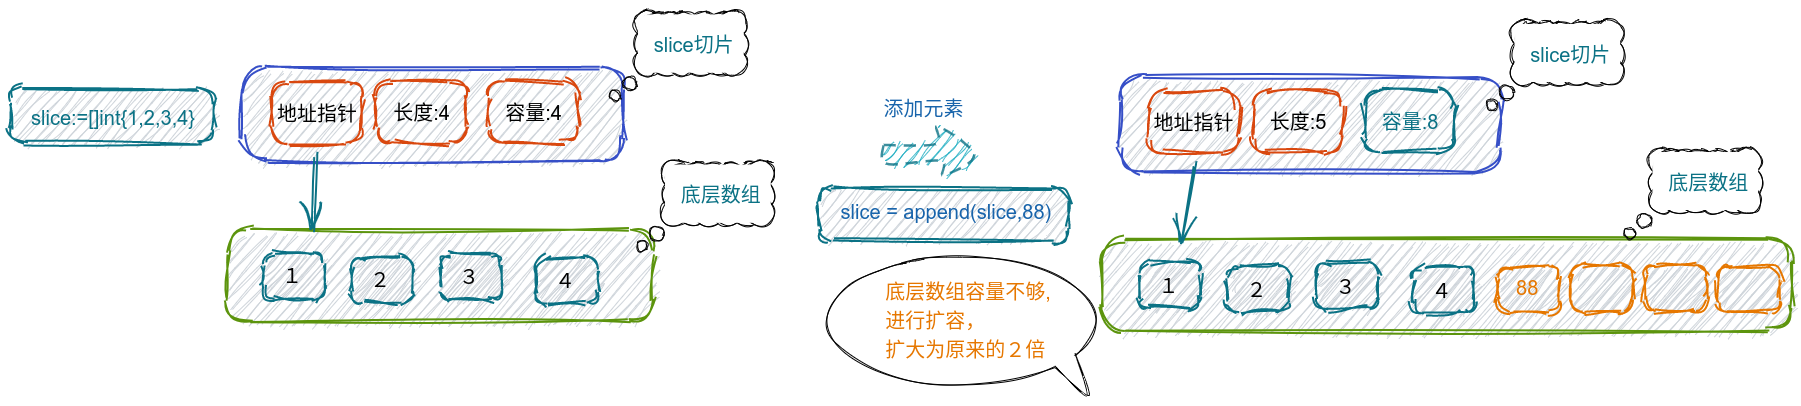 slice:=[]int{1,2,3,4}
slice切片
地址指针
长度:4
容量:4
底层数组
1
2
3
4
添加元素
slice = append(slice,88)
底层数组容量不够,
进行扩容，
扩大为原来的２倍
slice切片
地址指针
长度:5
容量:8
底层数组
1
2
3
4
88